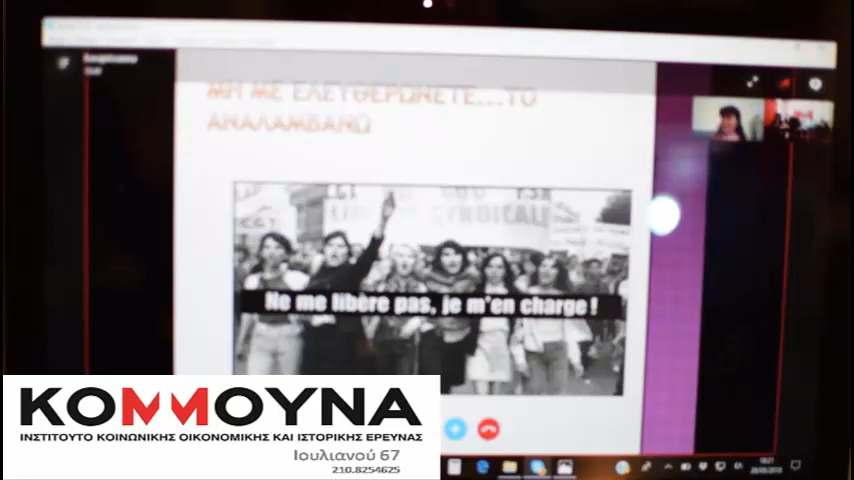 ΜΗ ΜΕ ΕΛΕΥΘΕΡΩΝΕΤΕ...ΤΟ
ΑΝΑΛΑΜΒΑΝΩ
SYNDICALE
Ne me libère pas, je m'en charge !
ΚΟΜΜΟΥΝΑ
ΙΝΣΤΙΤΟΥΤΟ ΚΟΙΝΩΝΙΚΗΣ ΟΙΚΟΝΟΜΙΚΗΣ ΚΑΙ ΙΣΤΟΡΙΚΗΣ ΕΡΕΥΝΑΣ
Ιουλιανού 67
210.8254625